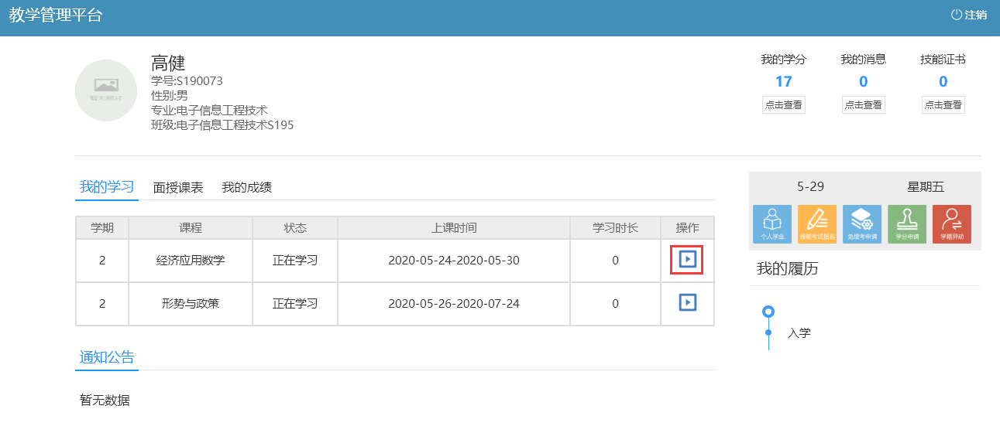 教学管理平台
注销
暂无照片
高健
学号:S190073
性别:男
专业:电子信息工程技术
班级:电子信息工程技术S195
我的学分 我的消息 技能证书
17 0 0
点击查看 点击查看 点击查看
我的学习 面授课表 我的成绩
学期 课程 状态 上课时间 学习时长 操作
2 经济应用数学 正在学习 2020-05-24-2020-05-30 0
2 形势与政策 正在学习 2020-05-26-2020-07-24 0
通知公告
暂无数据
5-29 星期五
个人学业 技能考试报名 免缓考申请 学分申请 学籍异动
我的履历
入学